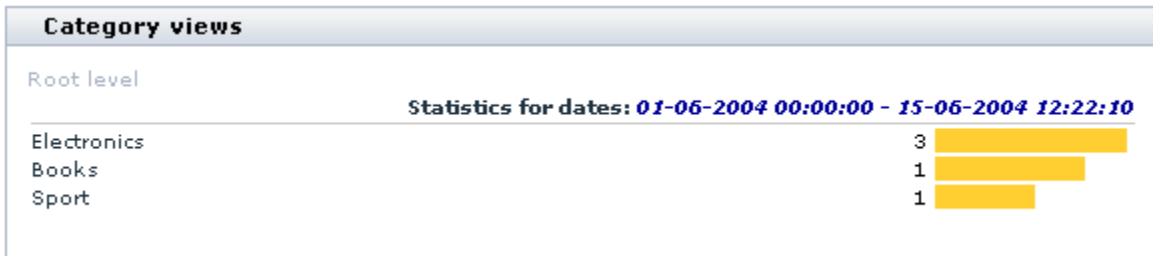 Category views
Root level
Statistics for dates: 01-06-2004 00:00:00 - 15-06-2004 12:22:10
Electronics 3
Books 1
Sport 1